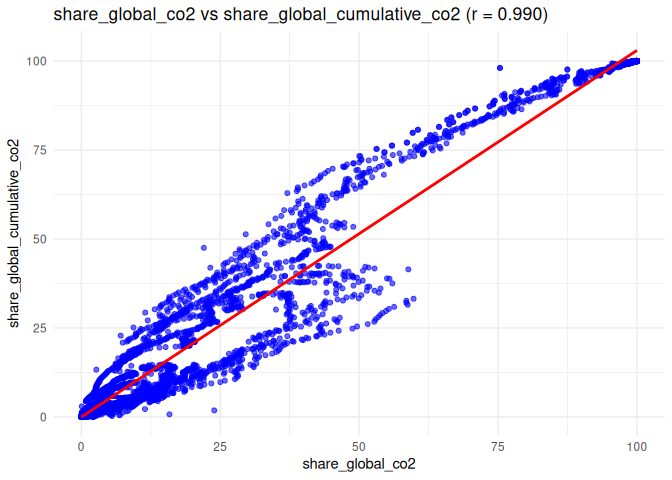 share_global_co2 vs share_global_cumulative_co2 (r = 0.990)
share_global_cumulative_co2
100
75
50
25
0
0 25 50 75 100
share_global_co2